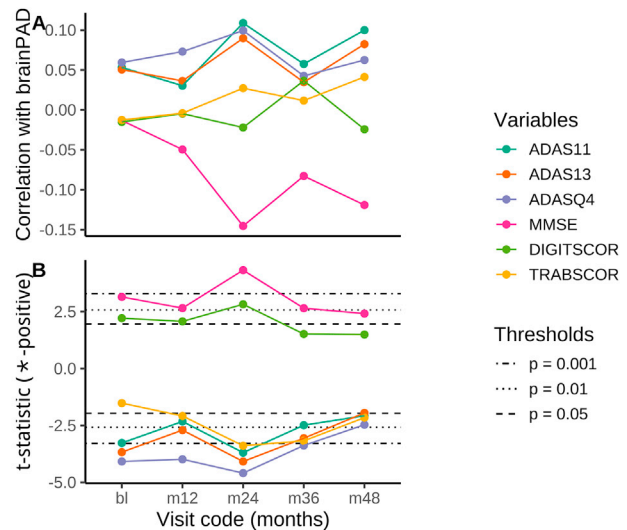 A
Correlation with brainPAD
0.10
0.05
0.00
-0.05
-0.10
-0.15
B
t-statistic (*-positive)
2.5
0.0
-2.5
-5.0
bl m12 m24 m36 m48
Visit code (months)
Variables
ADAS11
ADAS13
ADASQ4
MMSE
DIGITSCOR
TRABSCOR
Thresholds
p = 0.001
p = 0.01
p = 0.05